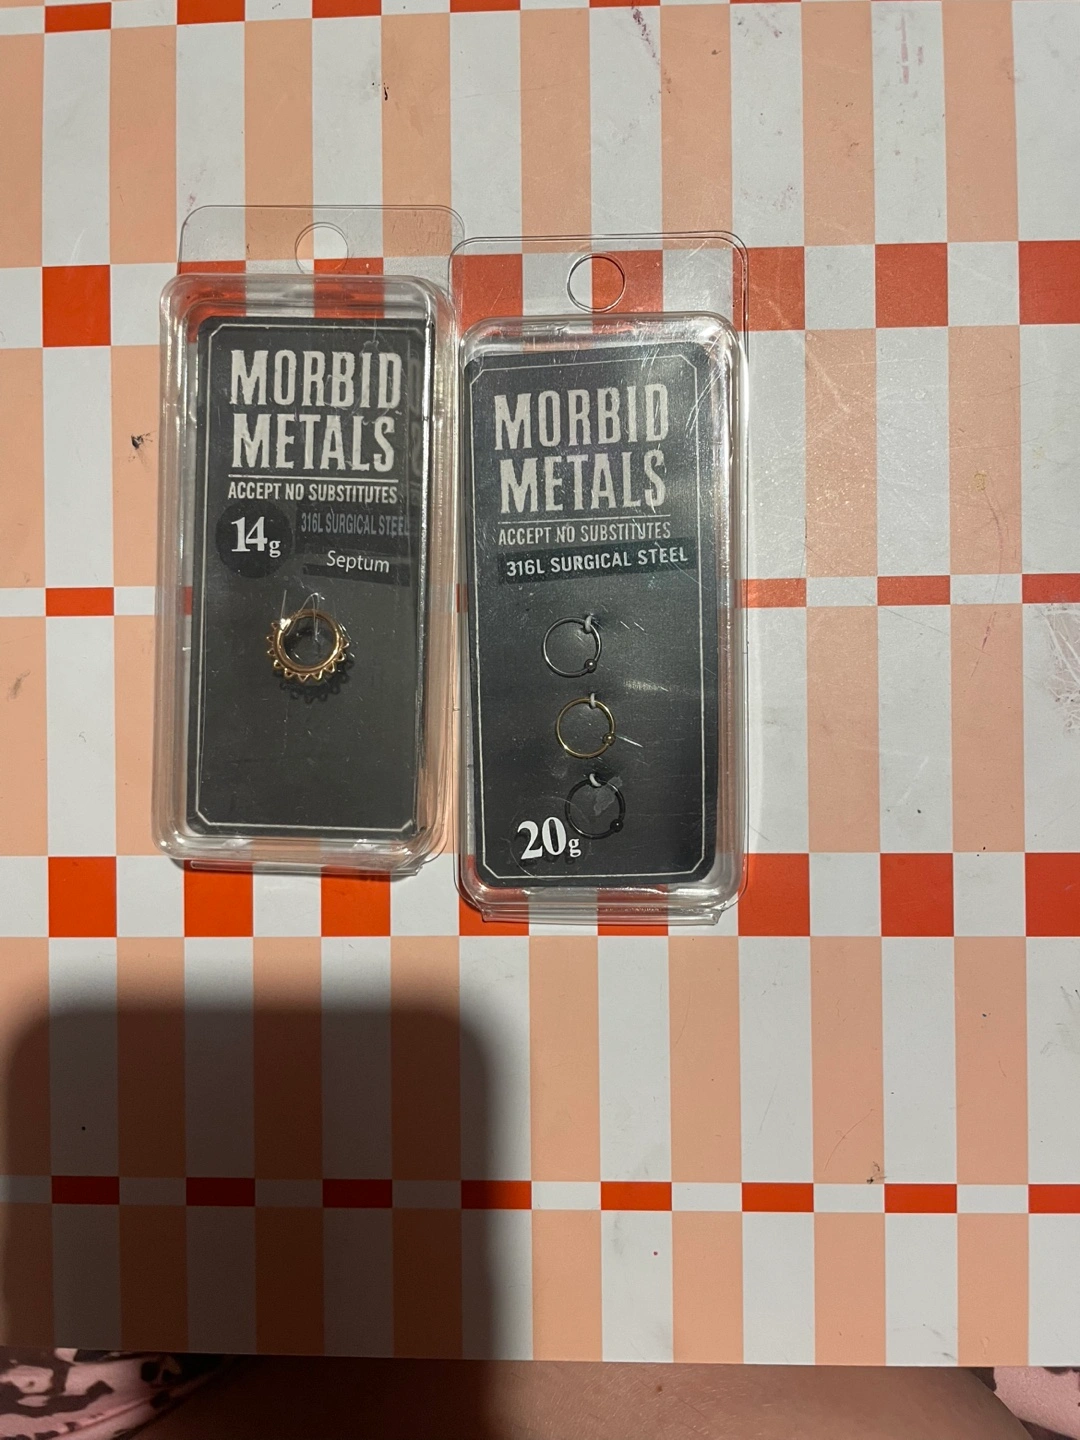 MORBID
METALS
ACCEPT NO SUBSTITUTES
14g
316L SURGICAL STEEL
Septum
MORBID
METALS
ACCEPT NO SUBSTITUTES
316L SURGICAL STEEL
20g